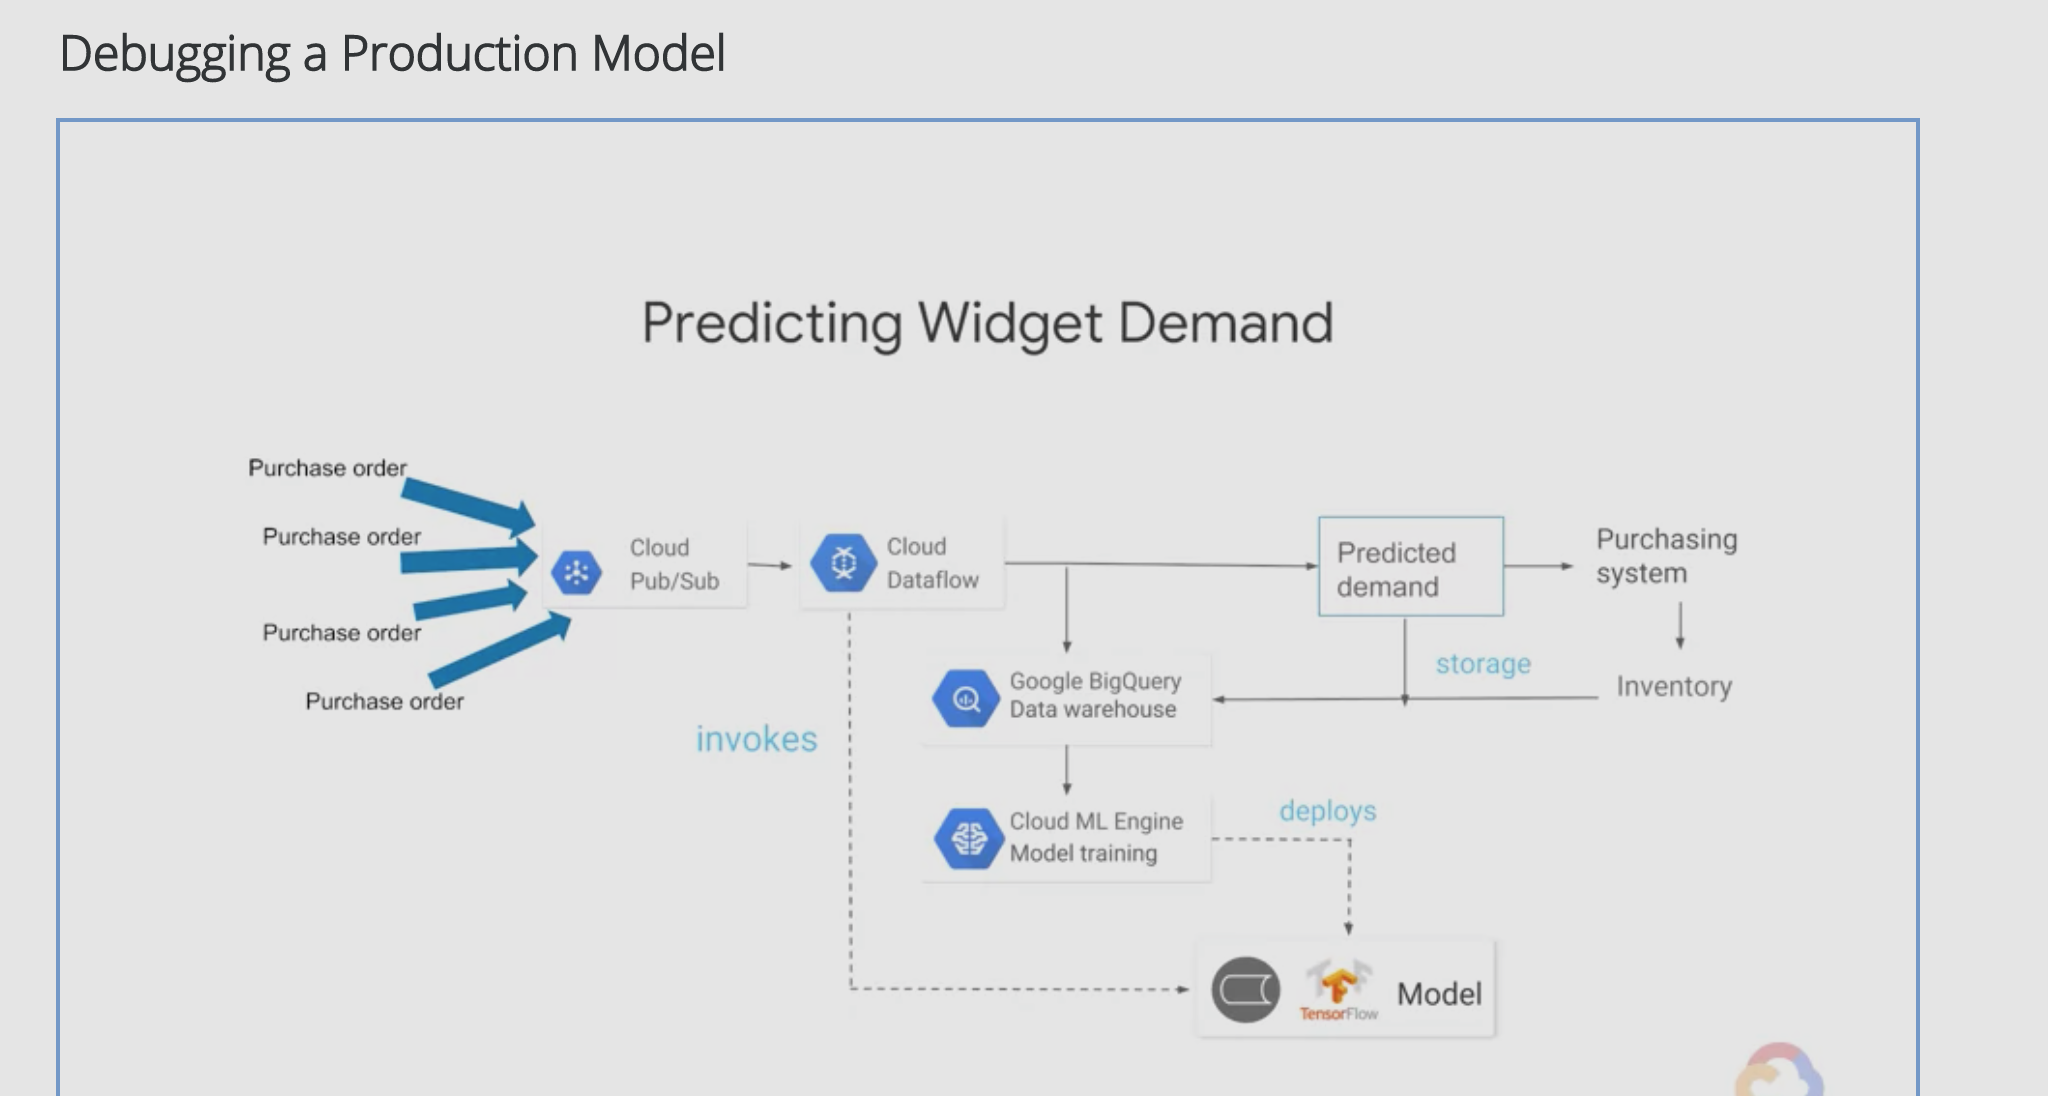 Debugging a Production Model
Predicting Widget Demand
Purchase order
Purchase order
Purchase order
Purchase order
Cloud
Pub/Sub
Cloud
Dataflow
Predicted
demand
Purchasing
system
storage
Inventory
Google BigQuery
Data warehouse
invokes
Cloud ML Engine
Model training
deploys
TensorFlow
Model